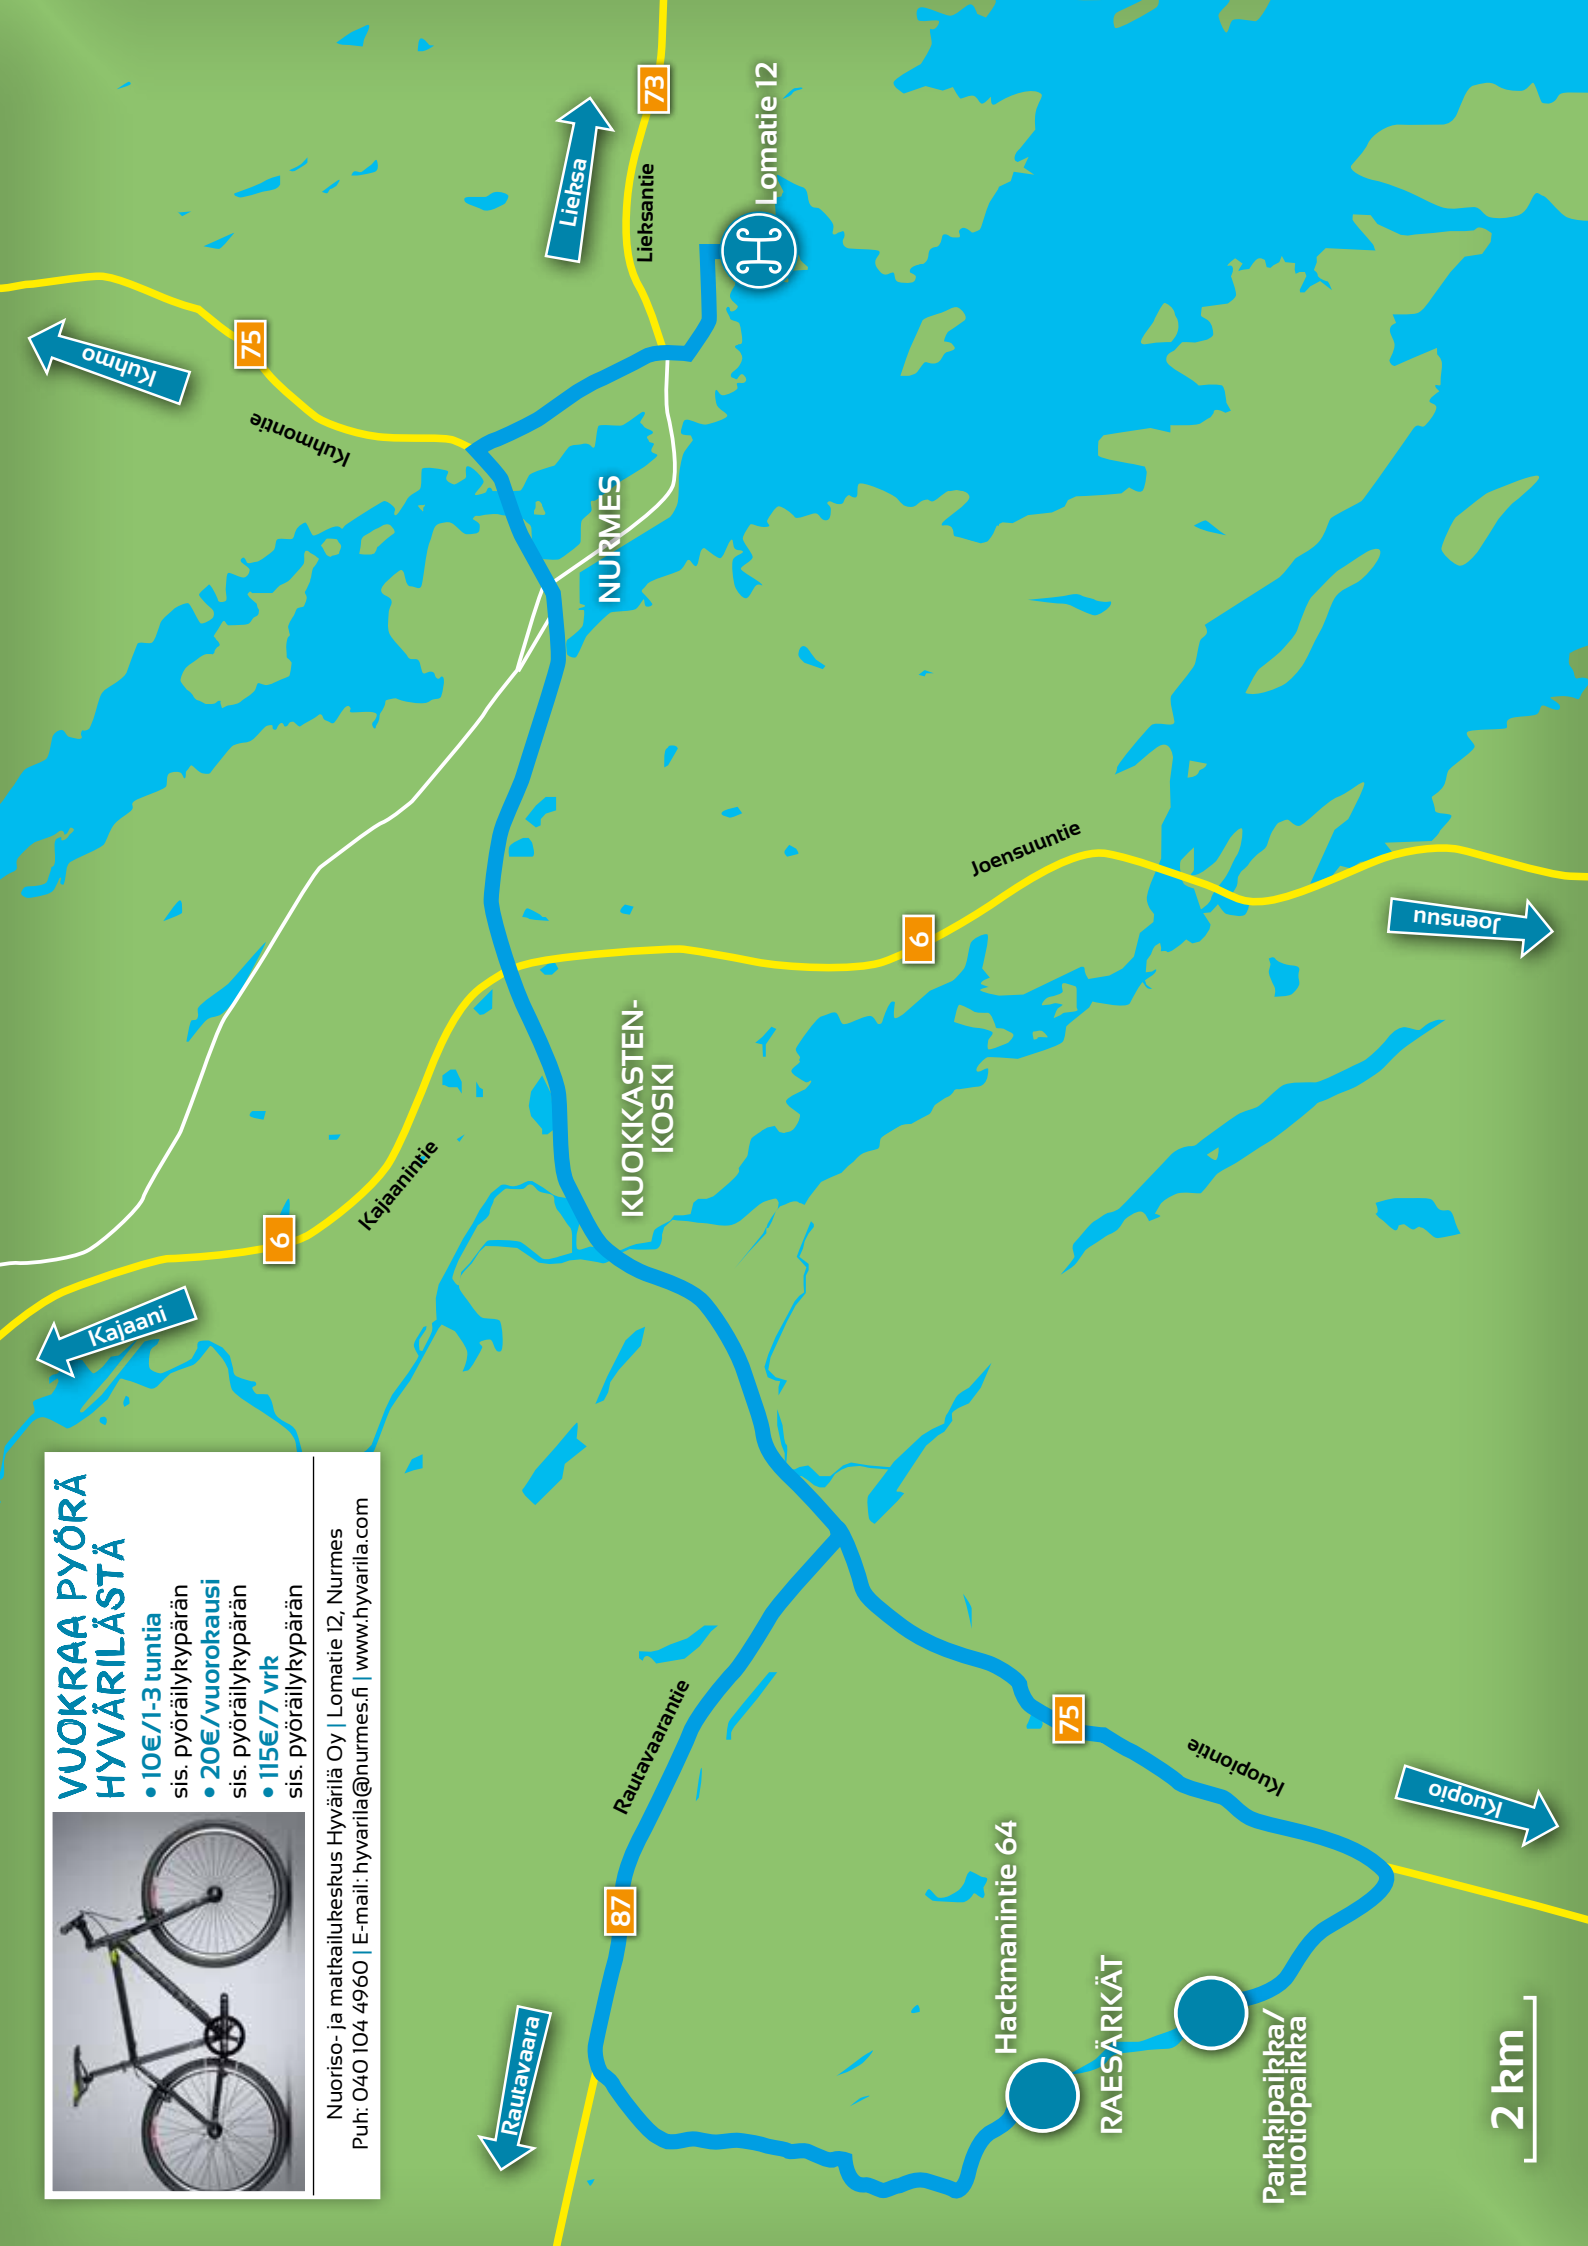 VUOKRAA PYÖRÄ
HYVÄRILÄSTÄ
• 10€/1-3 tuntia
sis. pyöräilykypärän
• 20€/vuorokausi
sis. pyöräilykypärän
• 115€/7 vrk
sis. pyöräilykypärän
Nuoriso- ja matkailukeskus Hyvärilä Oy | Lomatie 12, Nurmes
Puh: 040 104 4960 | E-mail: hyvarila@nurmes.fi | www.hyvarila.com
Kajaani
6
Kajaanintie
Kuhmo
75
Kuhmontie
Lieksa
73
Lieksantie
Lomatie 12
NURMES
KUOKKASTEN-
KOSKI
6
Joensuuntie
Joensuu
Rautavaara
87
Rautavaarantie
75
Kuopiontie
Kuopio
Hackmanintie 64
RAESÄRKÄT
Parkkipaikka/
nuotiopaikka
2 km